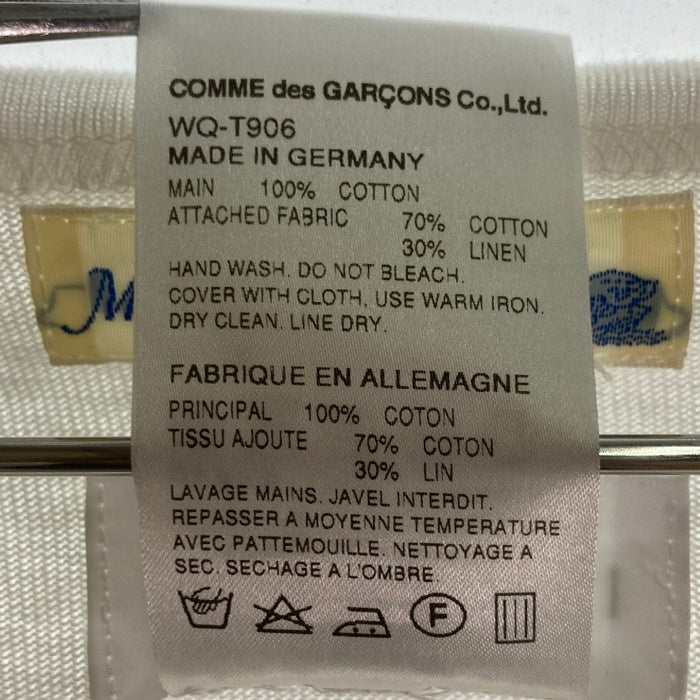 COMME des GARÇONS Co.,Ltd.
WQ-T906
MADE IN GERMANY
MAIN 100% COTTON
ATTACHED FABRIC 70% COTTON
30% LINEN
HAND WASH. DO NOT BLEACH.
COVER WITH CLOTH, USE WARM IRON.
DRY CLEAN. LINE DRY.
FABRIQUE EN ALLEMAGNE
PRINCIPAL 100% COTON
TISSU AJOUTE 70% COTON
30% LIN
LAVAGE MAINS. JAVEL INTERDIT.
REPASSER A MOYENNE TEMPERATURE
AVEC PATTEMOUILLE. NETTOYAGE A
SEC. SECHAGE A L'OMBRE.
F